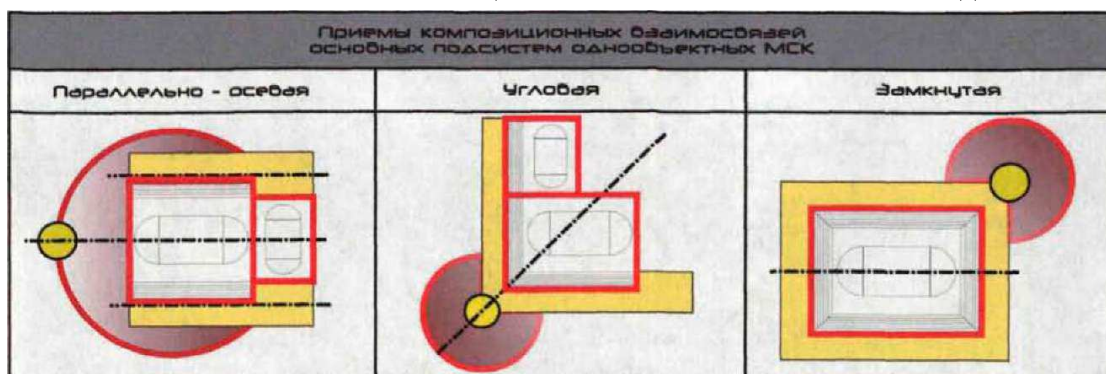 Приемы композиционных взаимосвязей
основных подсистем однообъектных МСК
Параллельно - осевая
Угловая
Замкнутая